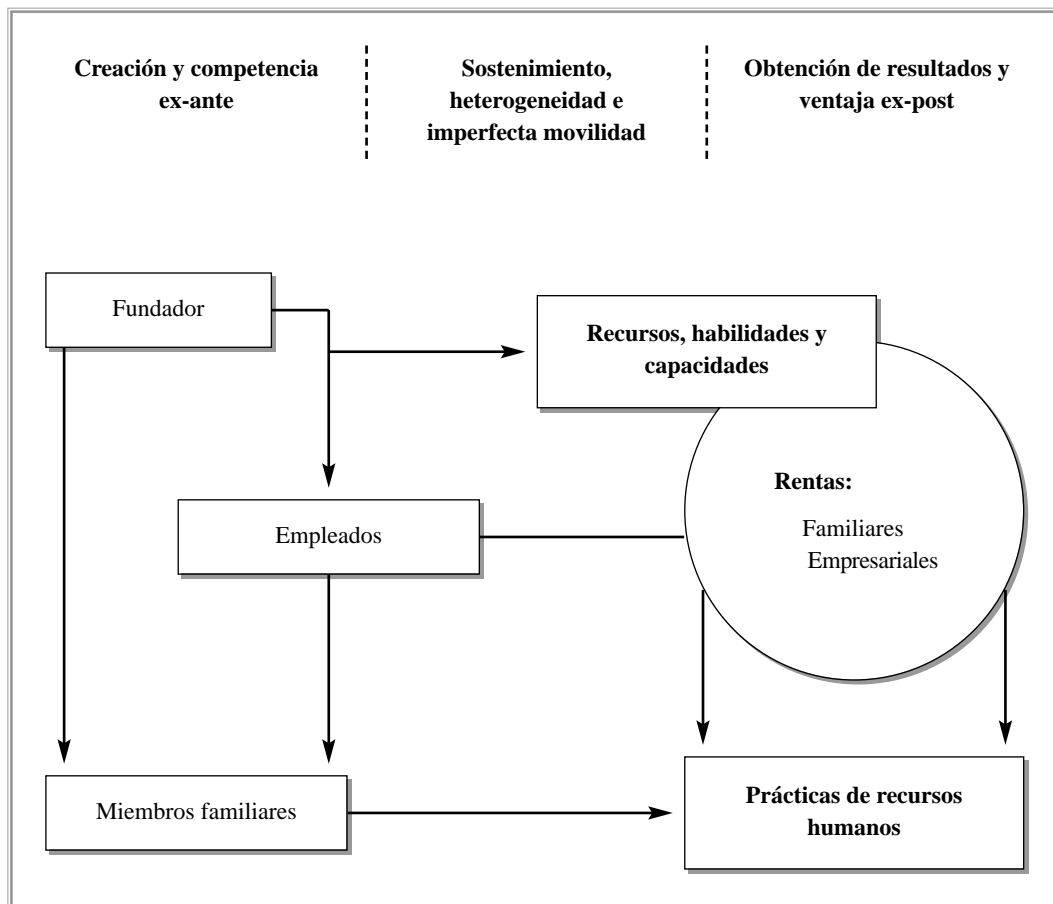 Creación y competencia
ex-ante
Sostenimiento,
heterogeneidad e
imperfecta movilidad
Obtención de resultados y
ventaja ex-post
Fundador
Recursos, habilidades y
capacidades
Rentas:
Familiares
Empresariales
Empleados
Miembros familiares
Prácticas de recursos
humanos